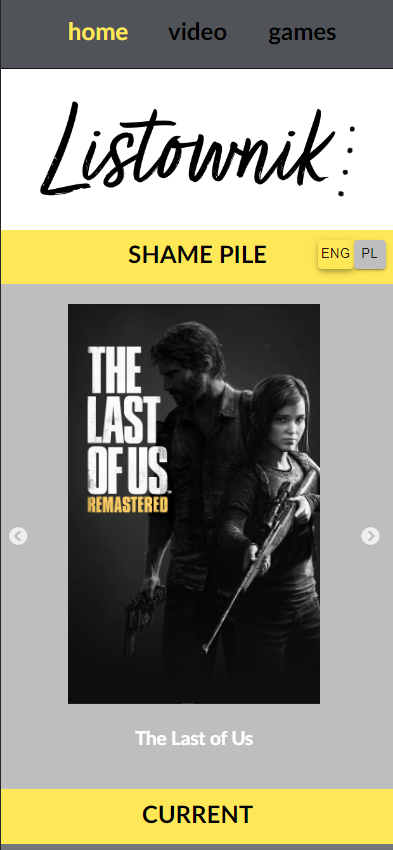 home video games
Listownik
SHAME PILE
ENG PL
THE
LAST
OF US
REMASTERED
The Last of Us
CURRENT